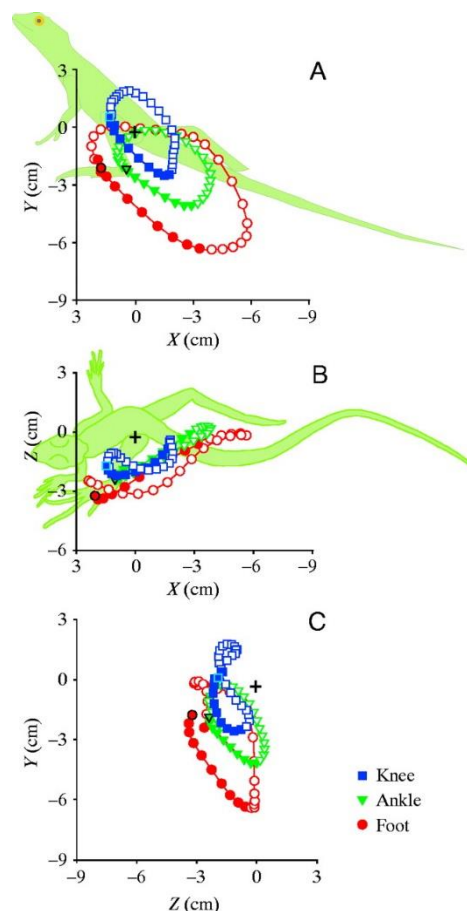 A
3
0
−3
−6
−9
Y (cm)
3 0 −3 −6 −9
X (cm)
B
3
0
−3
−6
Z (cm)
3 0 −3 −6 −9
X (cm)
C
3
0
−3
−6
−9
Y (cm)
−9 −6 −3 0 3
Z (cm)
Knee
Ankle
Foot